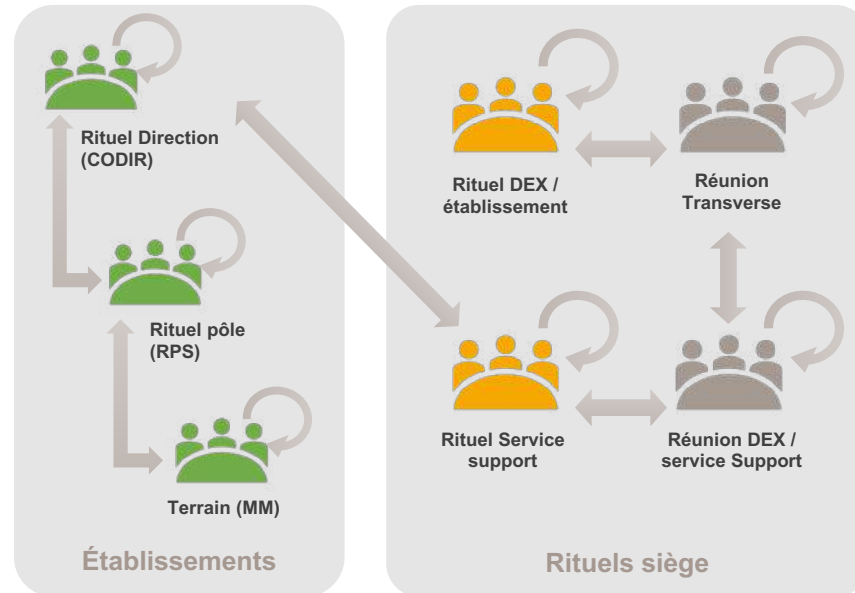 Rituel Direction
(CODIR)
Rituel pôle
(RPS)
Terrain (MM)
Établissements
Rituel DEX /
établissement
Réunion
Transverse
Rituel Service
support
Réunion DEX /
service Support
Rituels siège